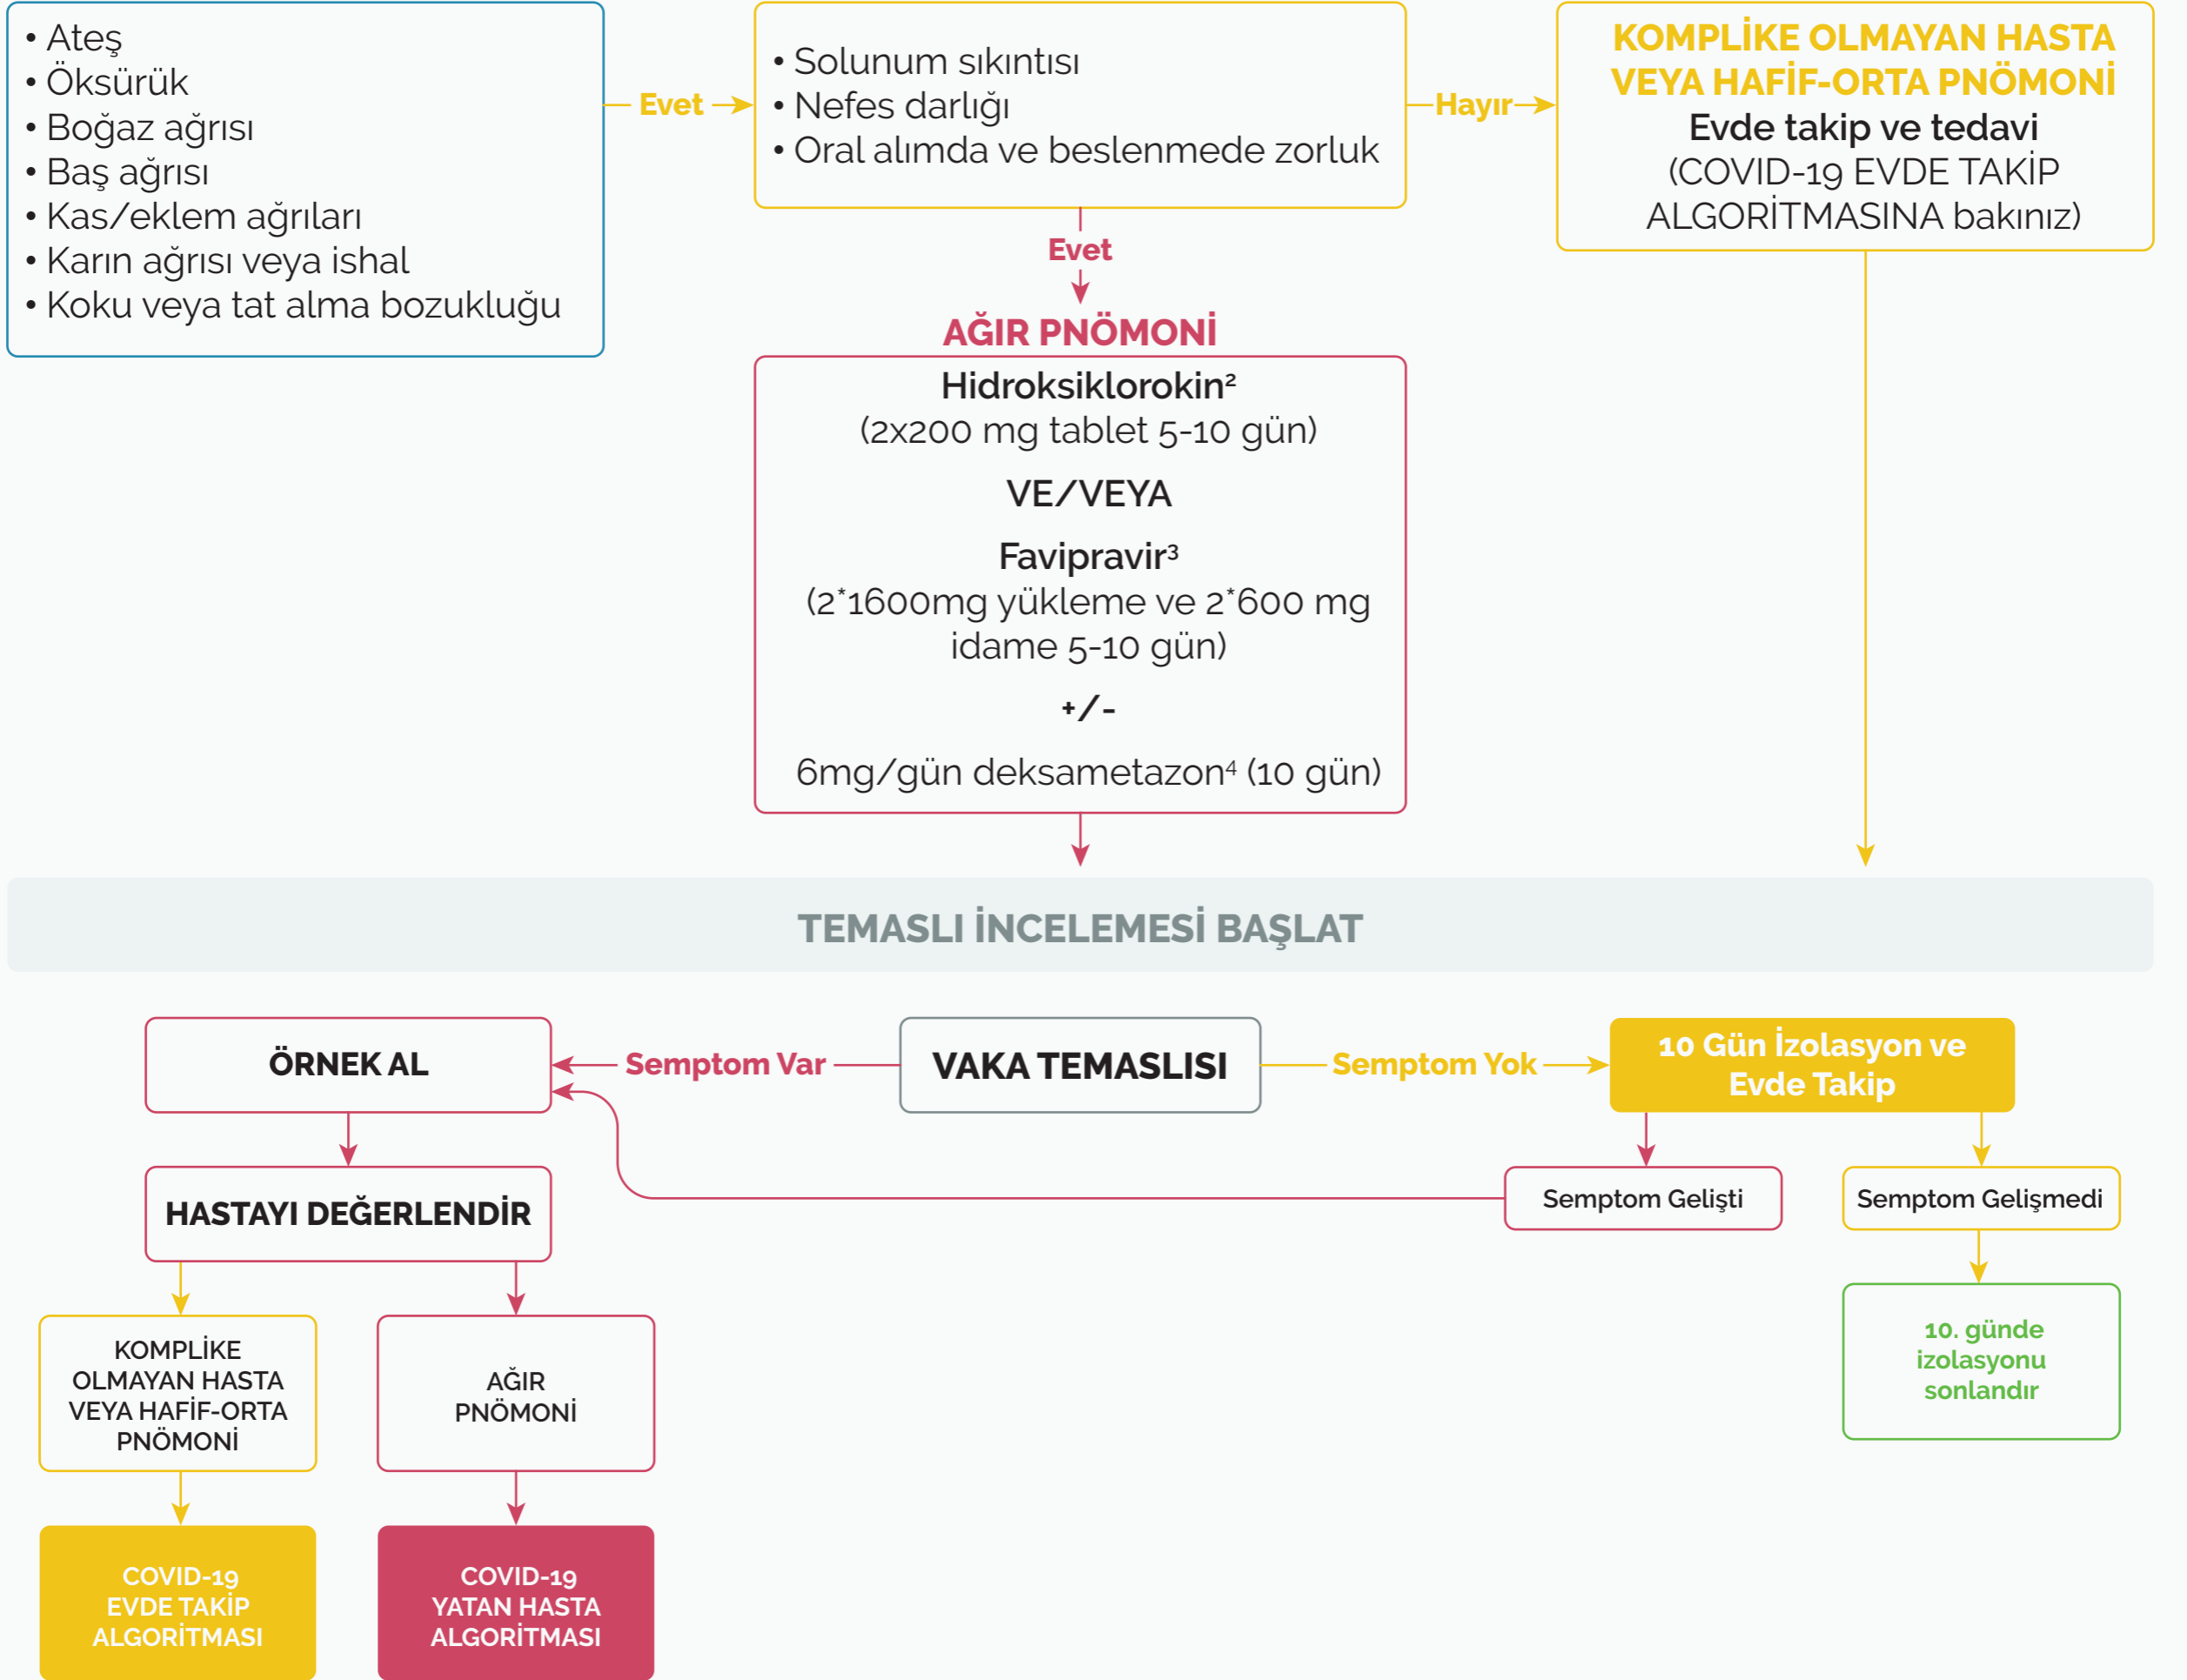 • Ateş
• Öksürük
• Boğaz ağrısı
• Baş ağrısı
• Kas/eklem ağrıları
• Karın ağrısı veya ishal
• Koku veya tat alma bozukluğu
Evet
• Solunum sıkıntısı
• Nefes darlığı
• Oral alımda ve beslenmede zorluk
Hayır
KOMPLİKE OLMAYAN HASTA
VEYA HAFİF-ORTA PNÖMONİ
Evde takip ve tedavi
(COVID-19 EVDE TAKİP
ALGORİTMASINA bakınız)
Evet
AĞIR PNÖMONİ
Hidroksiklorokin²
(2x200 mg tablet 5-10 gün)
VE/VEYA
Favipravir³
(2*1600mg yükleme ve 2*600 mg
idame 5-10 gün)
+/-
6mg/gün deksametazon⁴ (10 gün)
TEMASLI İNCELEMESİ BAŞLAT
ÖRNEK AL
Semptom Var
VAKA TEMASLISI
Semptom Yok
10 Gün İzolasyon ve
Evde Takip
HASTAYI DEĞERLENDİR
Semptom Gelişti
Semptom Gelişmedi
KOMPLİKE
OLMAYAN HASTA
VEYA HAFİF-ORTA
PNÖMONİ
AĞIR
PNÖMONİ
10. günde
izolasyonu
sonlandır
COVID-19
EVDE TAKİP
ALGORİTMASI
COVID-19
YATAN HASTA
ALGORİTMASI